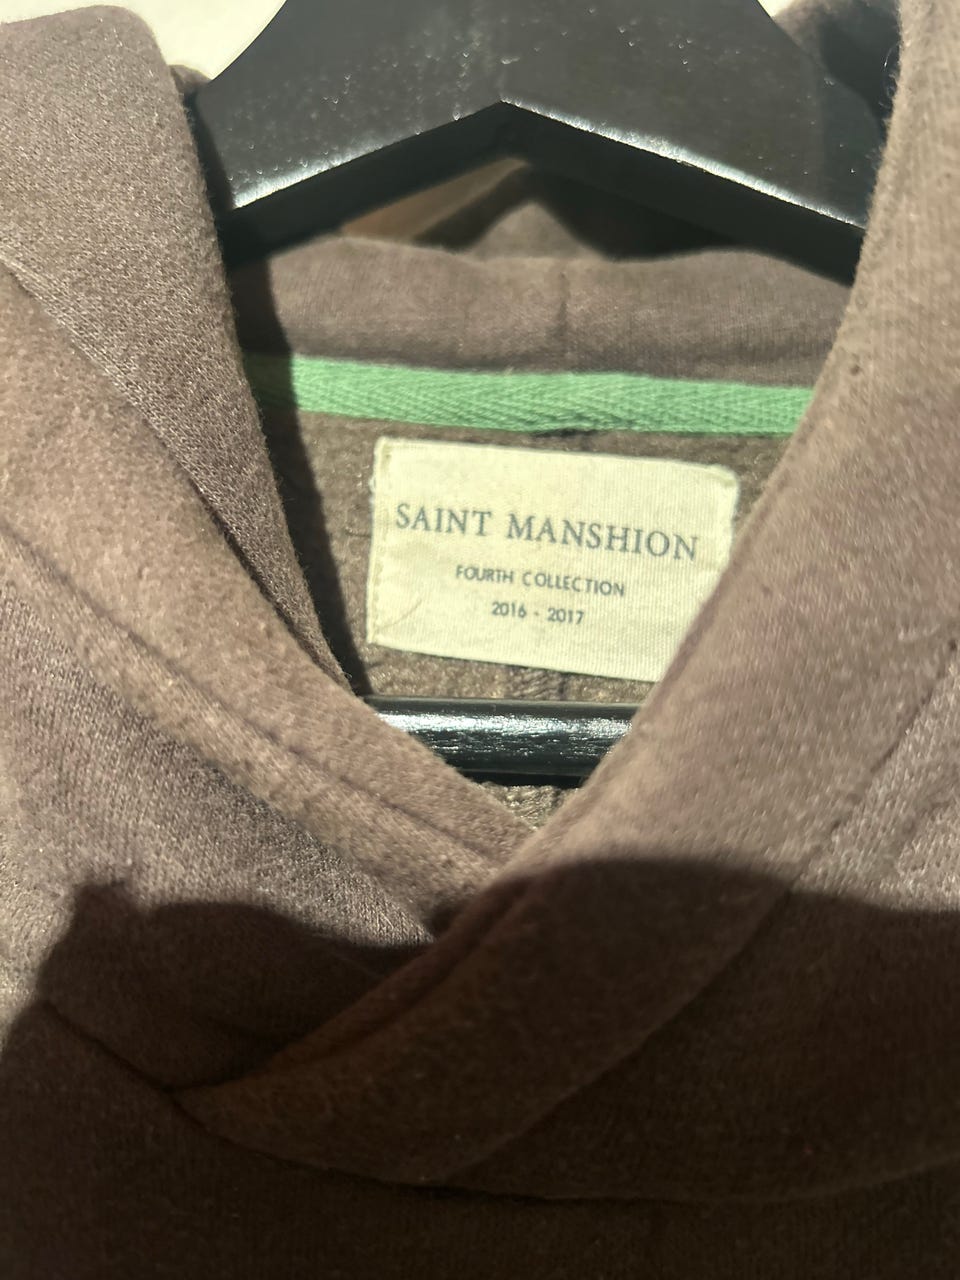 SAINT MANSHION
FOURTH COLLECTION
2016 - 2017